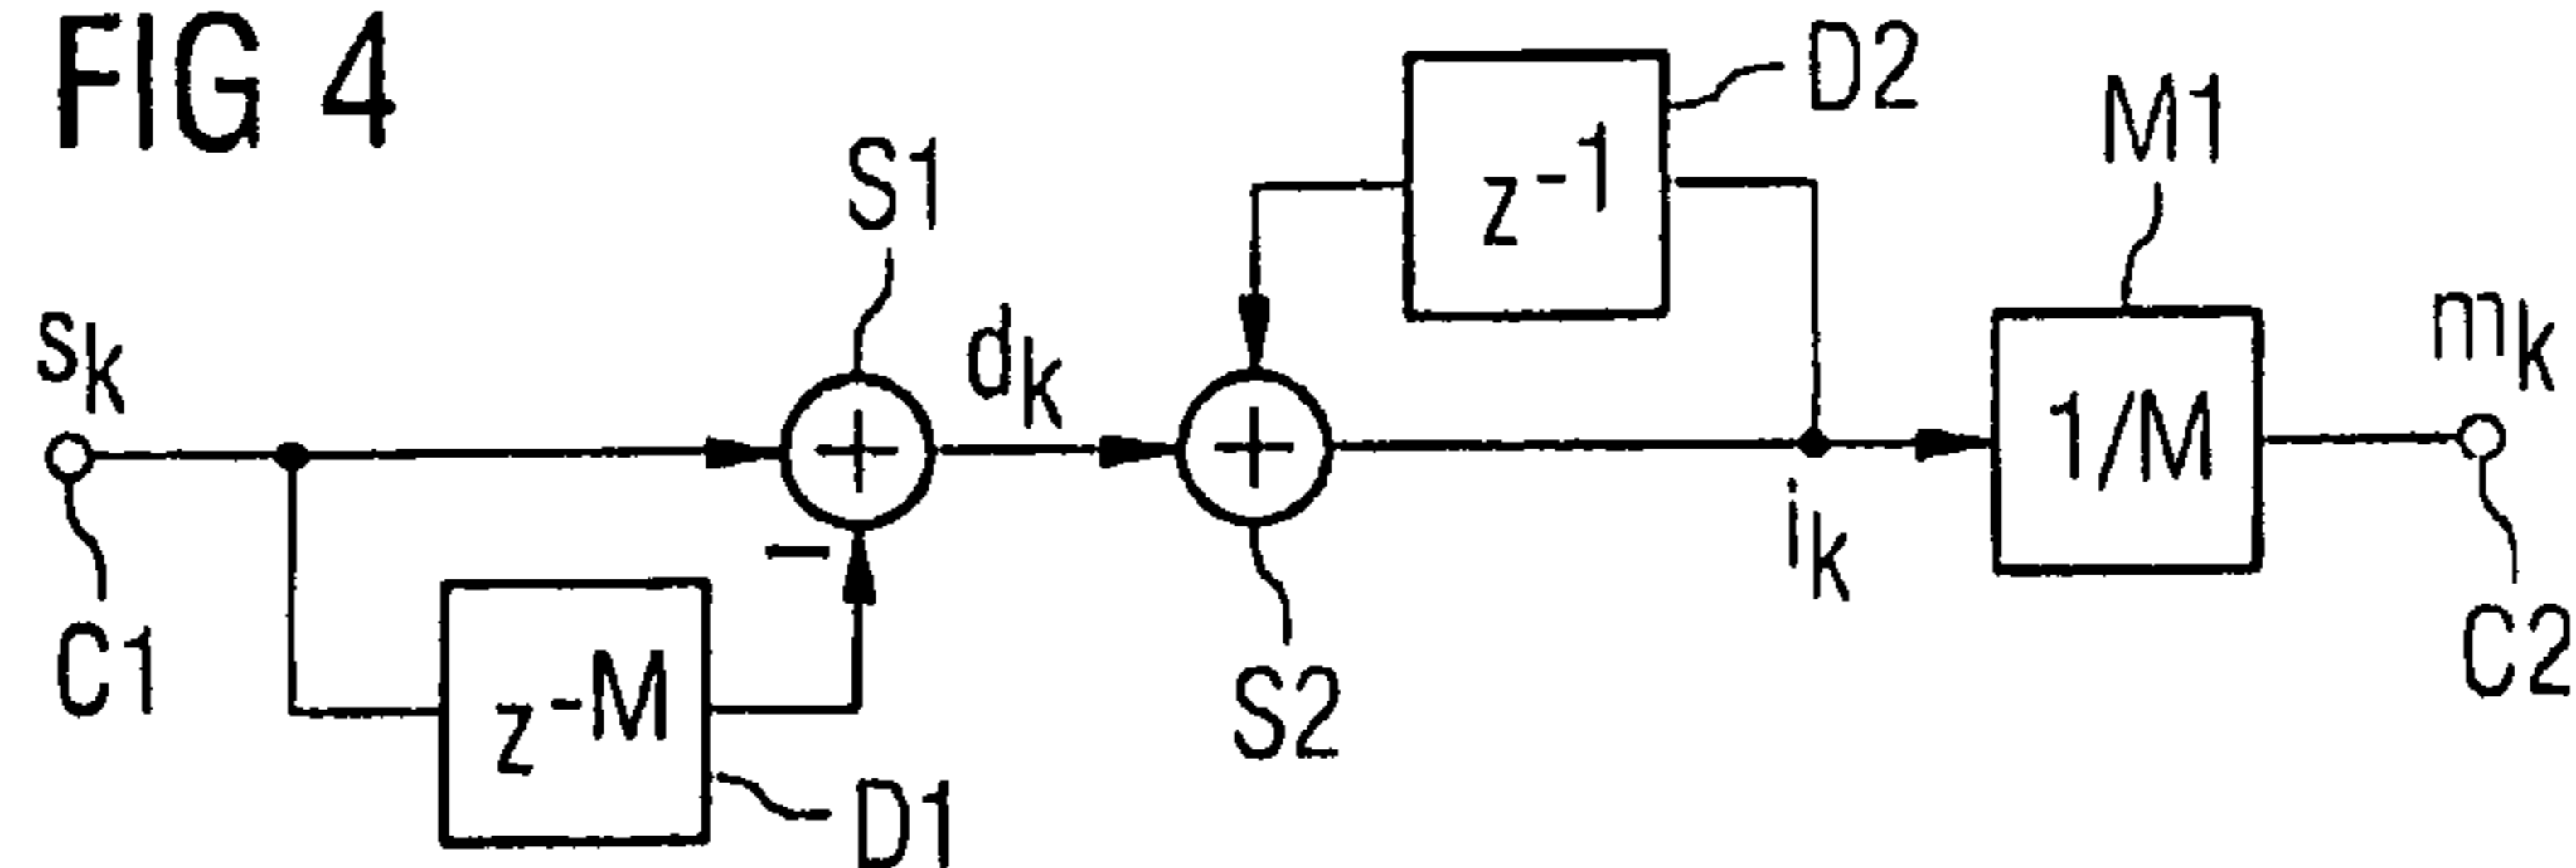 FIG 4
D2
M1
S1
z⁻¹
s_k
d_k
m_k
+
+
1/M
−
i_k
C1
z⁻ᴹ
S2
C2
D1